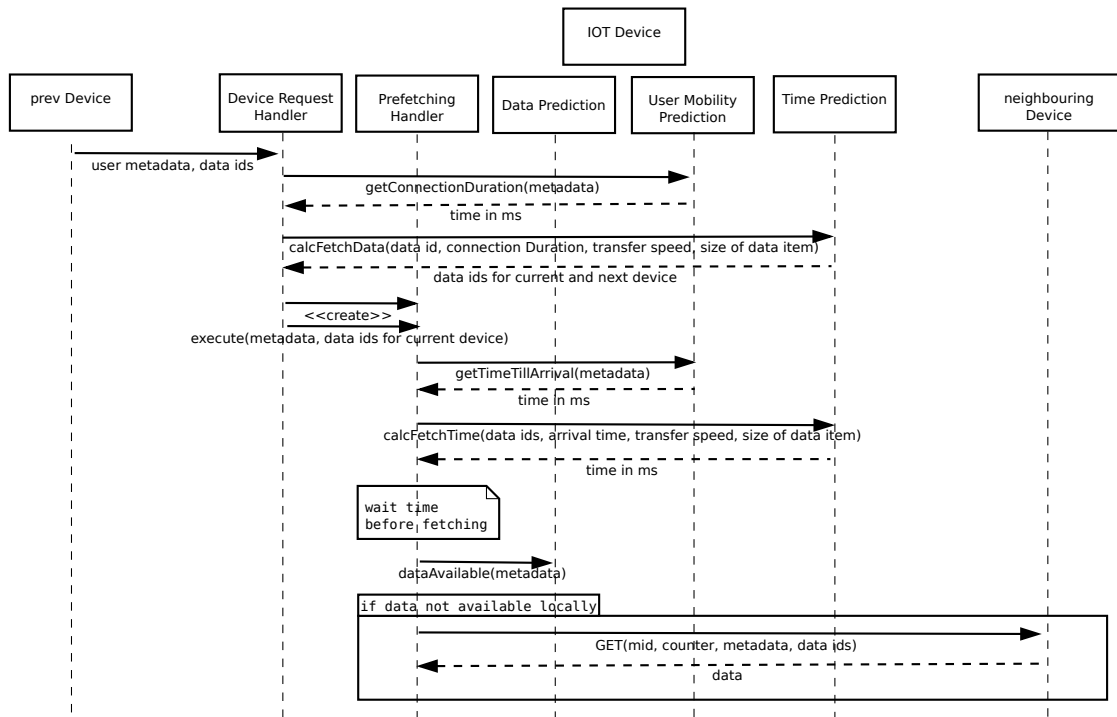 IOT Device
prev Device
Device Request
Handler
Prefetching
Handler
Data Prediction
User Mobility
Prediction
Time Prediction
neighbouring
Device
user metadata, data ids
getConnectionDuration(metadata)
time in ms
calcFetchData(data id, connection Duration, transfer speed, size of data item)
data ids for current and next device
<<create>>
execute(metadata, data ids for current device)
getTimeTillArrival(metadata)
time in ms
calcFetchTime(data ids, arrival time, transfer speed, size of data item)
time in ms
wait time
before fetching
dataAvailable(metadata)
if data not available locally
GET(mid, counter, metadata, data ids)
data